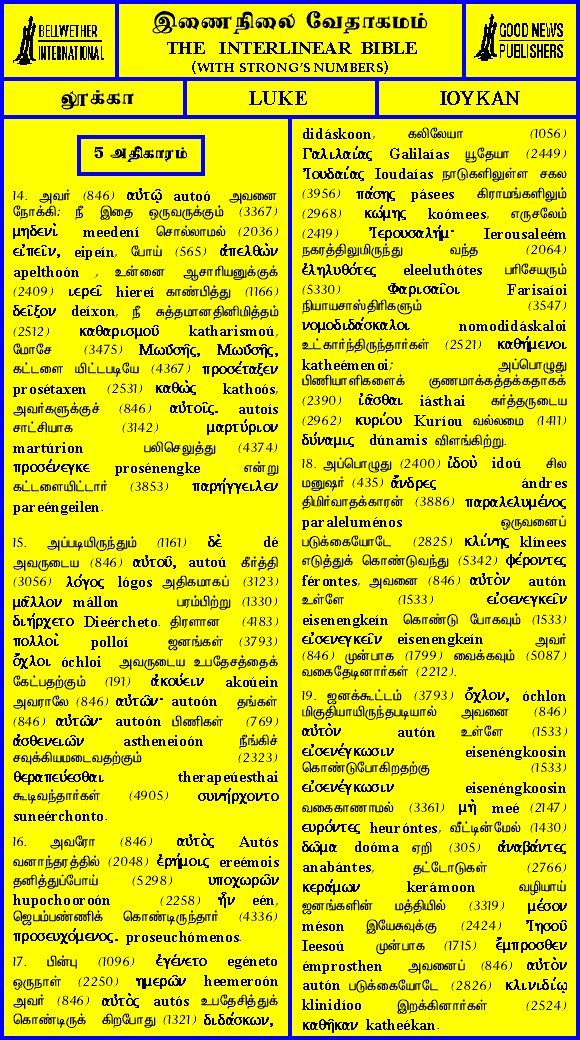 BELLWETHER
INTERNATIONAL
இணைநிலை வேதாகமம்
THE INTERLINEAR BIBLE
(WITH STRONG'S NUMBERS)
GOOD NEWS
PUBLISHERS
லூக்கா
LUKE
ΙΟΥΚΑΝ
5 அதிகாரம்
14. அவர் (846) αὐτῷ autoó அவனை
நோக்கி: நீ இதை ஒருவருக்கும் (3367)
μηδενὶ meedení சொல்லாமல் (2036)
εἰπεῖν, eipeín, போய் (565) ἀπελθὼν
apelthoón , உன்னை ஆசாரியனுக்குக்
(2409) ιερεῖ hiereí காண்பித்து (1166)
δεῖξον deíxon, நீ சுத்தமானதினிமித்தம்
(2512) καθαρισμοῦ katharismoú,
மோசே (3475) Μωϋσῆς, Μωϋσῆς,
கட்டளை யிட்டபடியே (4367) προσέταξεν
prosétaxen (2531) καθὼς kathoós,
அவர்களுக்குச் (846) αὐτοῖς. autoís
சாட்சியாக (3142) μαρτύριον
martúrion பலிசெலுத்து (4374)
προσένεγκε prosénengke என்று
கட்டளையிட்டார் (3853) παρήγγειλεν
pareéngeilen.
15. அப்படியிருந்தும் (1161) δὲ dé
அவருடைய (846) αὐτοῦ, autoú கீர்த்தி
(3056) λόγος lógos அதிகமாகப் (3123)
μᾶλλον mállon பரம்பிற்று (1330)
διήρχετο Dieércheto. திரளான (4183)
πολλοὶ polloí ஜனங்கள் (3793)
ὄχλοι óchloi அவருடைய உபதேசத்தைக்
கேட்பதற்கும் (191) ἀκούειν akoúein
அவராலே (846) αὐτῶν· autoón தங்கள்
(846) αὐτῶν· autoón பிணிகள் (769)
ἀσθενειῶν astheneioón நீங்கிச்
சவுக்கியமடைவதற்கும் (2323)
θεραπεύεσθαι therapeúesthai
கூடிவந்தார்கள் (4905) συνήρχοντο
suneérchonto.
16. அவரோ (846) αὐτὸς Autós
வனாந்தரத்தில் (2048) ἐρήμοις ereémois
தனித்துப்போய் (5298) υποχωρῶν
hupochooroón (2258) ἦν eén,
ஜெபம்பண்ணிக் கொண்டிருந்தார் (4336)
προσευχόμενος. proseuchómenos.
17. பின்பு (1096) ἐγένετο egéneto
ஒருநாள் (2250) ημερῶν heemeroón
அவர் (846) αὐτὸς autós உபதேசித்துக்
கொண்டிருக் கிறபோது (1321) διδάσκων,
didáskoon, கலிலேயா (1056)
Γαλιλαίας Galilaías யூதேயா (2449)
Ἰουδαίας Ioudaías நாடுகளிலுள்ள சகல
(3956) πάσης pásees கிராமங்களிலும்
(2968) κώμης koómees, எருசலேம்
(2419) Ἰερουσαλήμ· Ierousaleém
நகரத்திலுமிருந்து வந்த (2064)
ἐληλυθότες eleeluthótes பரிசேயரும்
(5330) Φαρισαῖοι Farisaíoi
நியாயசாஸ்திரிகளும் (3547)
νομοδιδάσκαλοι nomodidáskaloi
உட்கார்ந்திருந்தார்கள் (2521) καθήμενοι
katheémenoi; அப்பொழுது
பிணியாளிகளைக் குணமாக்கத்தக்கதாகக்
(2390) ἰᾶσθαι iásthai கர்த்தருடைய
(2962) κυρίου Kuríou வல்லமை (1411)
δύναμις dúnamis விளங்கிற்று.
18. அப்பொழுது (2400) ἰδοὺ idoú சில
மனுஷர் (435) ἄνδρες ándres
திமிர்வாதக்காரன் (3886) παραλελυμένος
paraleluménos ஒருவனைப்
படுக்கையோடே (2825) κλίνης klínees
எடுத்துக் கொண்டுவந்து (5342) φέροντες
férontes, அவனை (846) αὐτὸν autón
உள்ளே (1533) εἰσενεγκεῖν
eisenengkeín கொண்டு போகவும் (1533)
εἰσενεγκεῖν eisenengkeín அவர்
(846) முன்பாக (1799) வைக்கவும் (5087)
வகைதேடினார்கள் (2212).
19. ஜனக்கூட்டம் (3793) ὄχλον, óchlon
மிகுதியாயிருந்தபடியால் அவனை (846)
αὐτὸν autón உள்ளே (1533)
εἰσενέγκωσιν eisenéngkoosin
கொண்டுபோகிறதற்கு (1533)
εἰσενέγκωσιν eisenéngkoosin
வகைகாணாமல் (3361) μὴ meé (2147)
ευρόντες heuróntes, வீட்டின்மேல் (1430)
δῶμα doóma ஏறி (305) ἀναβάντες
anabántes, தட்டோடுகள் (2766)
κεράμων kerámoon வழியாய்
ஜனங்களின் மத்தியில் (3319) μέσον
méson இயேசுவுக்கு (2424) Ἰησοῦ
Ieesoú முன்பாக (1715) ἔμπροσθεν
émprosthen அவனைப் (846) αὐτὸν
autón படுக்கையோடே (2826) κλινιδίῳ
klinidíoo இறக்கினார்கள் (2524)
καθῆκαν katheékan.